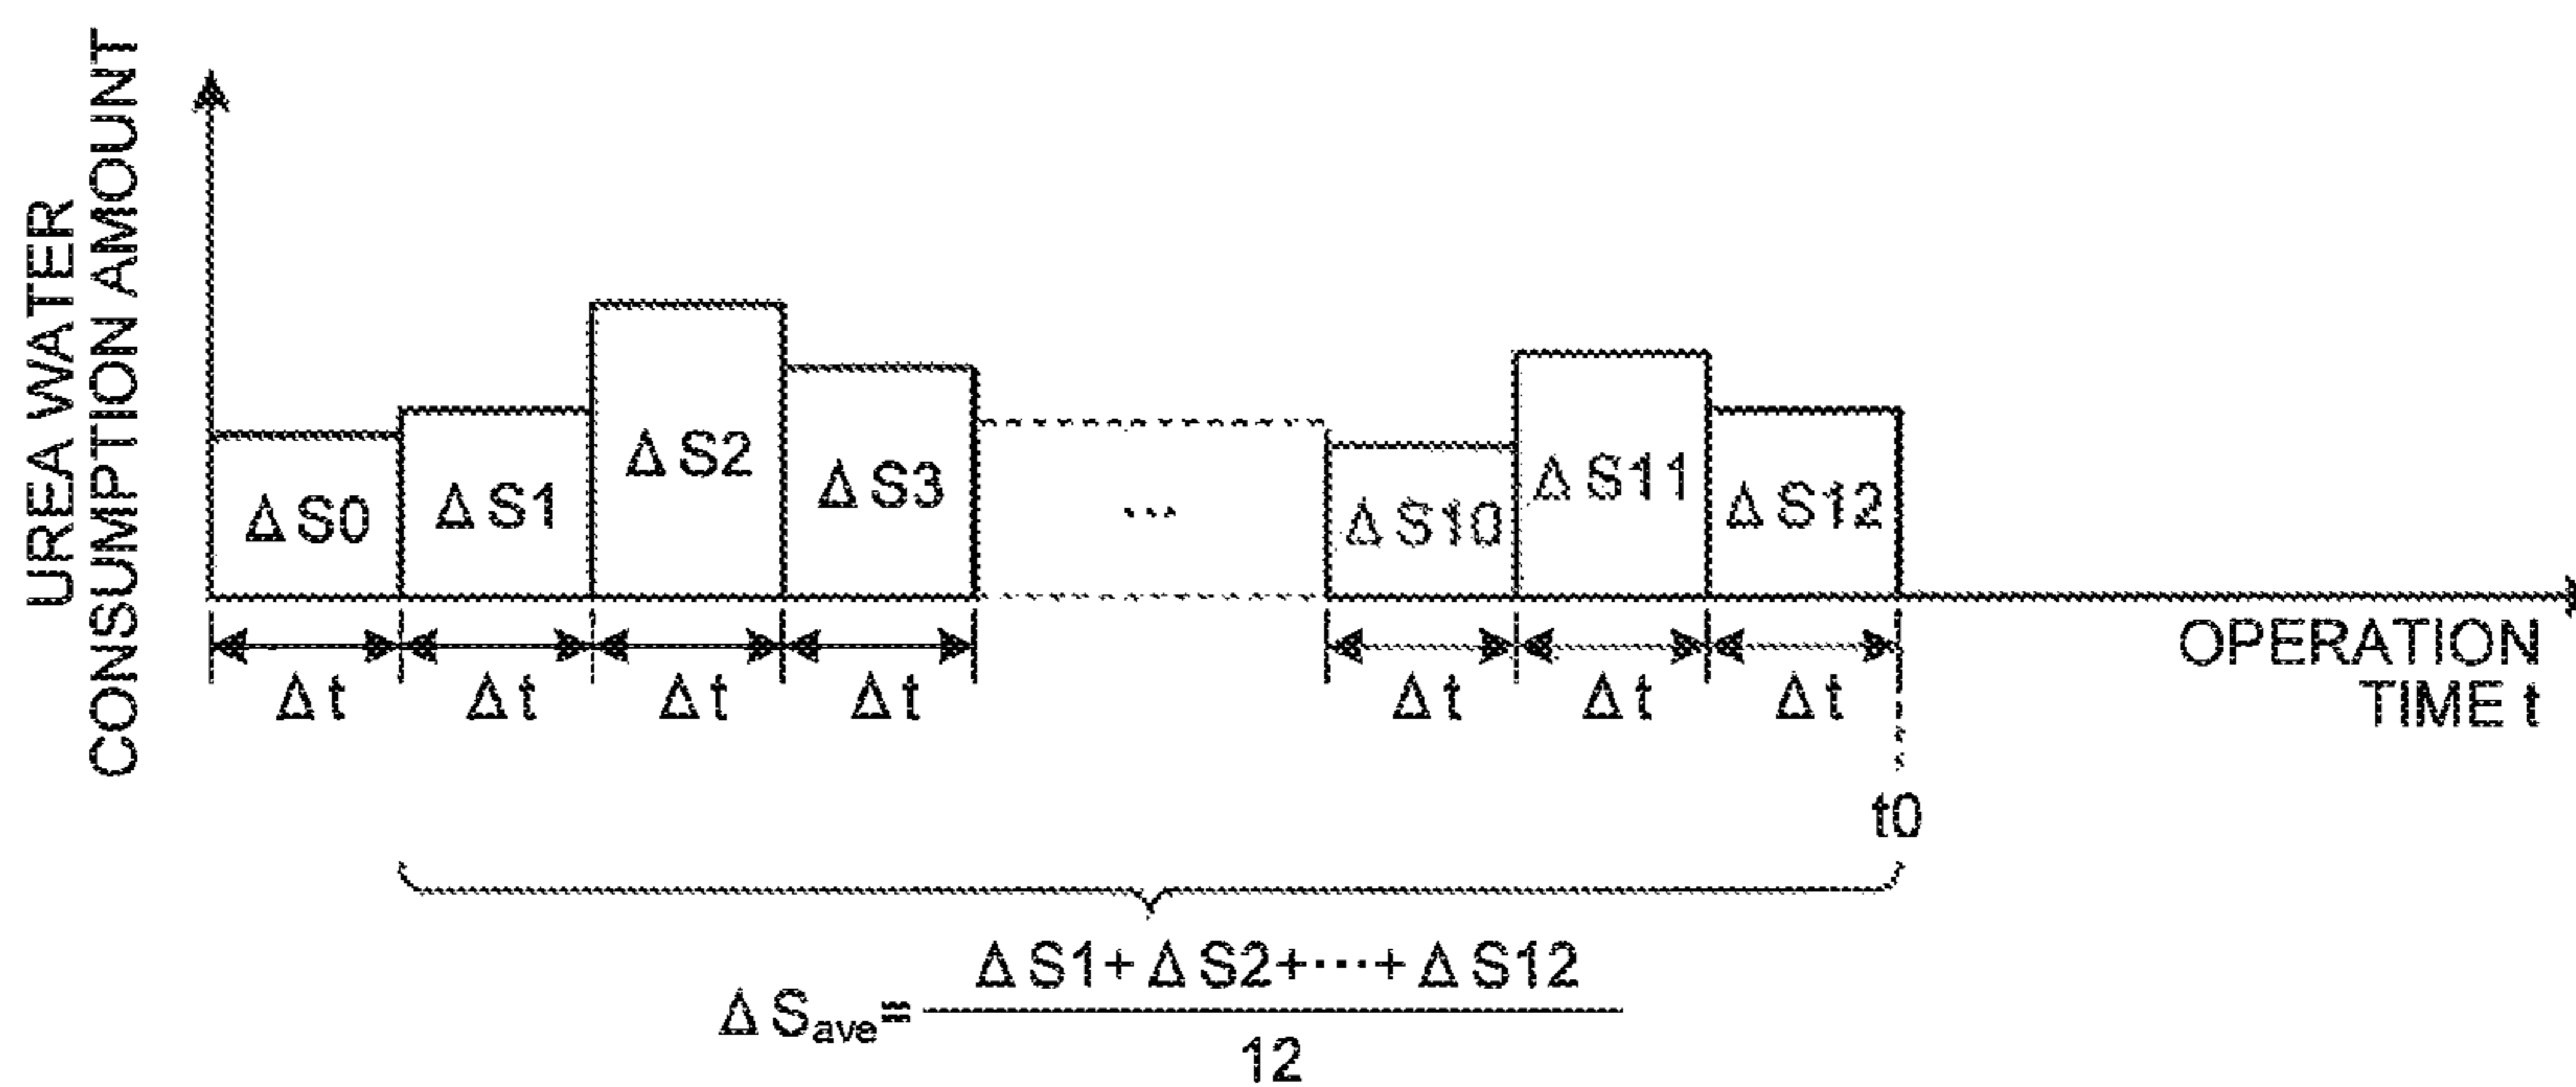 UREA WATER
CONSUMPTION AMOUNT
ΔS0
ΔS1
ΔS2
ΔS3
...
ΔS10
ΔS11
ΔS12
Δt
Δt
Δt
Δt
Δt
Δt
Δt
OPERATION
TIME t
t0
ΔS1+ΔS2+⋯+ΔS12
ΔSave=
12